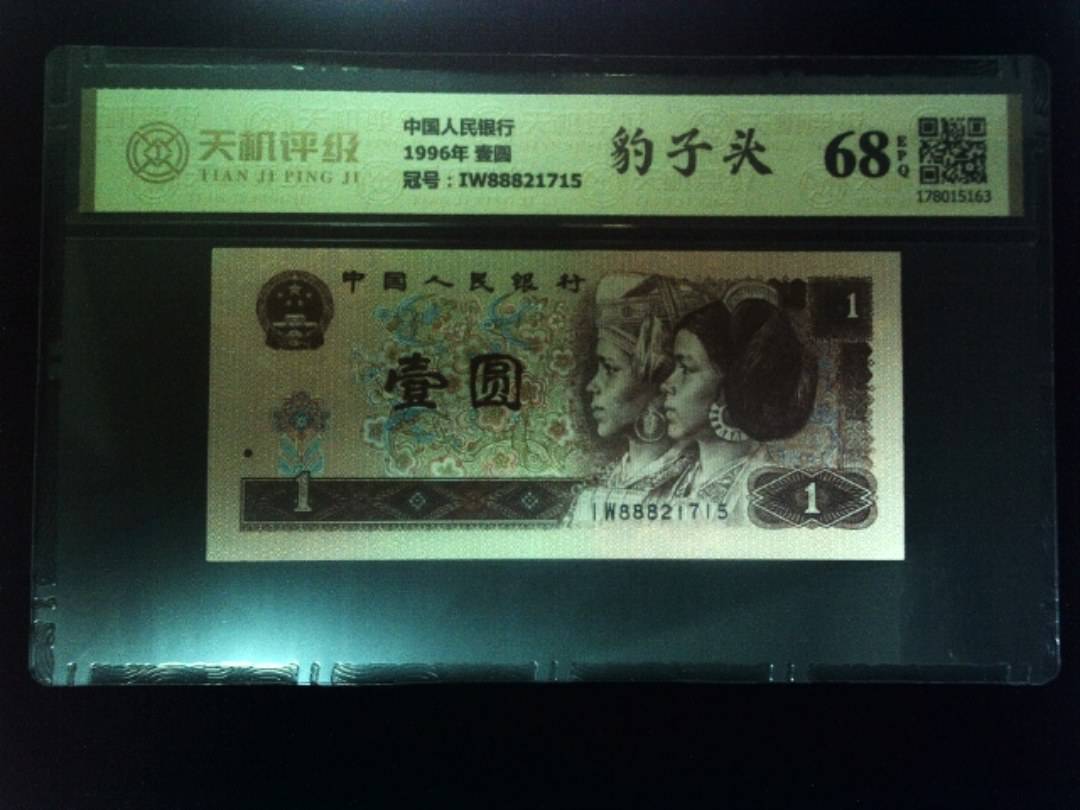 天机评级
TIAN JI PING JI
中国人民银行
1996年 壹圆
冠号：IW88821715
豹子头
68
EPQ
178015163
中国人民银行
1
壹圆
1
IW88821715
1